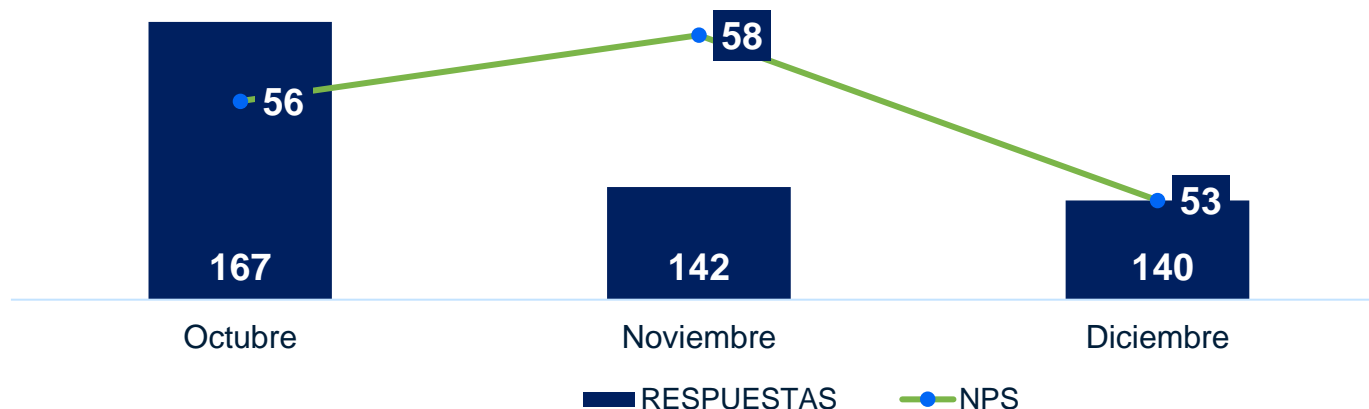 58
56
53
167
142
140
Octubre
Noviembre
Diciembre
RESPUESTAS
NPS